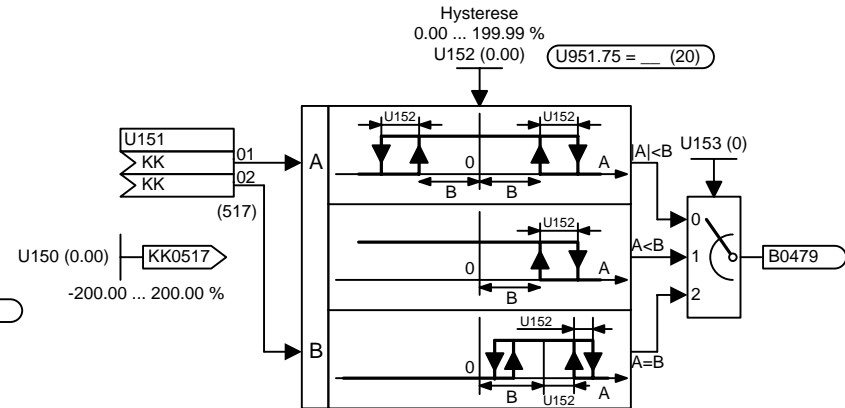 Hysterese
0.00 ... 199.99 %
U152 (0.00)
U951.75 = __ (20)
U151
KK
01
KK
02
(517)
U150 (0.00)
KK0517
-200.00 ... 200.00 %
A
B
U152
U152
0
A
B
B
|A|<B
U152
0
A
B
A<B
U152
0
B
U152
A
A=B
U153 (0)
0
1
2
B0479